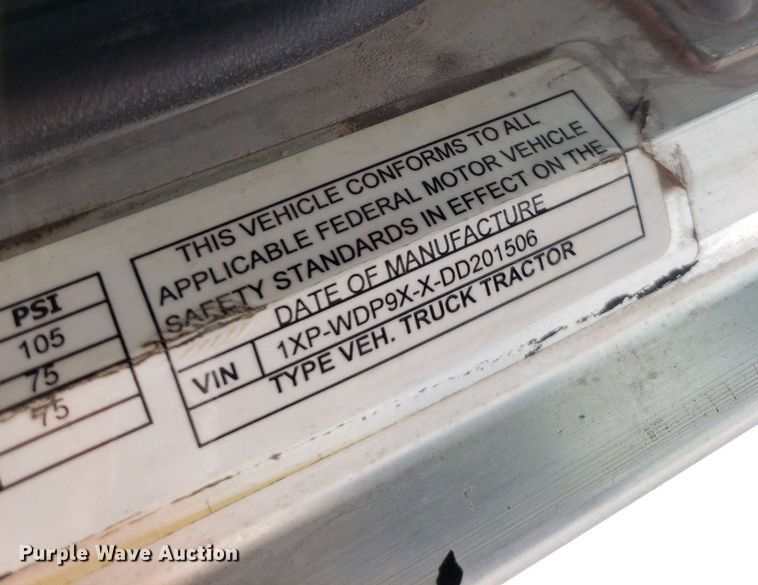 PSI
105
75
75
THIS VEHICLE CONFORMS TO ALL
APPLICABLE FEDERAL MOTOR VEHICLE
SAFETY STANDARDS IN EFFECT ON THE
DATE OF MANUFACTURE
VIN 1XP-WDP9X-X-DD201506
TYPE VEH. TRUCK TRACTOR
Purple Wave Auction